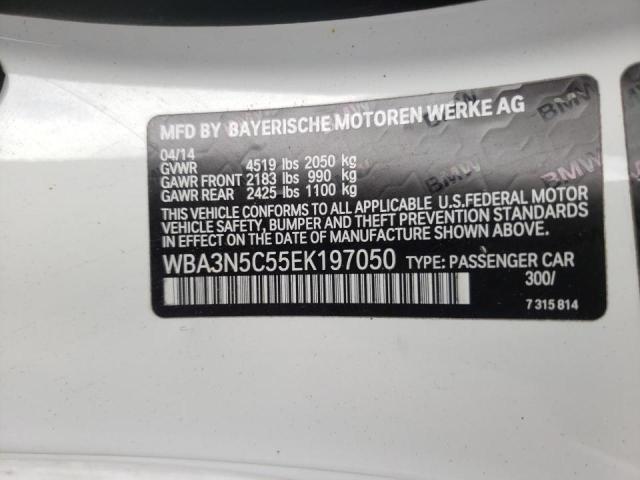 MFD BY BAYERISCHE MOTOREN WERKE AG
04/14
GVWR 4519 lbs 2050 kg
GAWR FRONT 2183 lbs 990 kg
GAWR REAR 2425 lbs 1100 kg
THIS VEHICLE CONFORMS TO ALL APPLICABLE U.S.FEDERAL MOTOR
VEHICLE SAFETY, BUMPER AND THEFT PREVENTION STANDARDS
IN EFFECT ON THE DATE OF MANUFACTURE SHOWN ABOVE.
WBA3N5C55EK197050 TYPE: PASSENGER CAR
300/
7 315 814